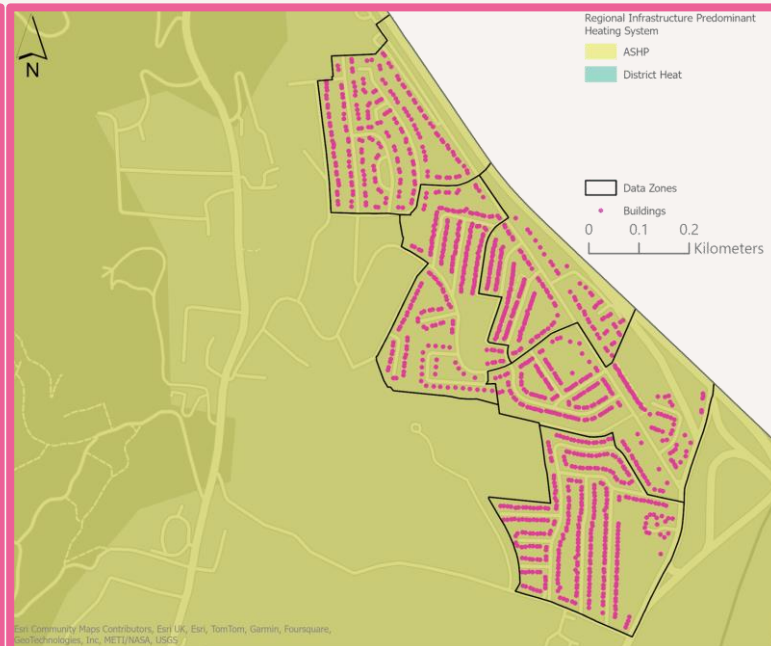 N
Regional Infrastructure Predominant
Heating System
ASHP
District Heat
Data Zones
Buildings
0 0.1 0.2
Kilometers
Esri Community Maps Contributors, Esri UK, Esri, TomTom, Garmin, Foursquare,
GeoTechnologies, Inc, METI/NASA, USGS